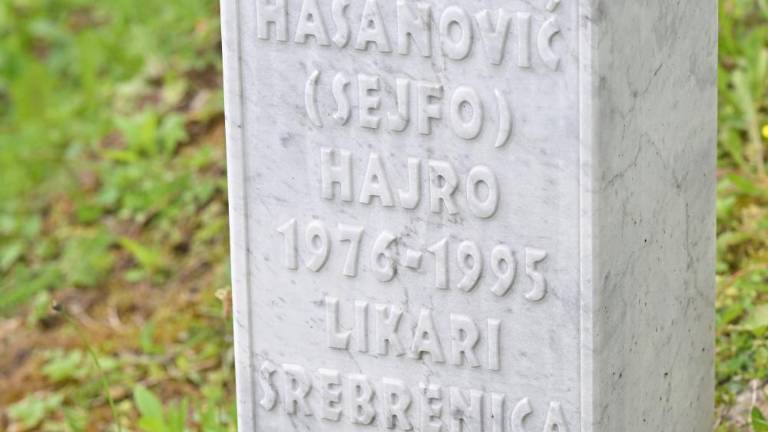 HASANOVIĆ
(SEJFO)
HAJRO
1976-1995
LIKARI
SREBRENICA